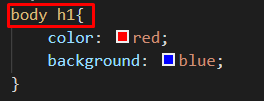 body h1{
color: red;
background: blue;
}